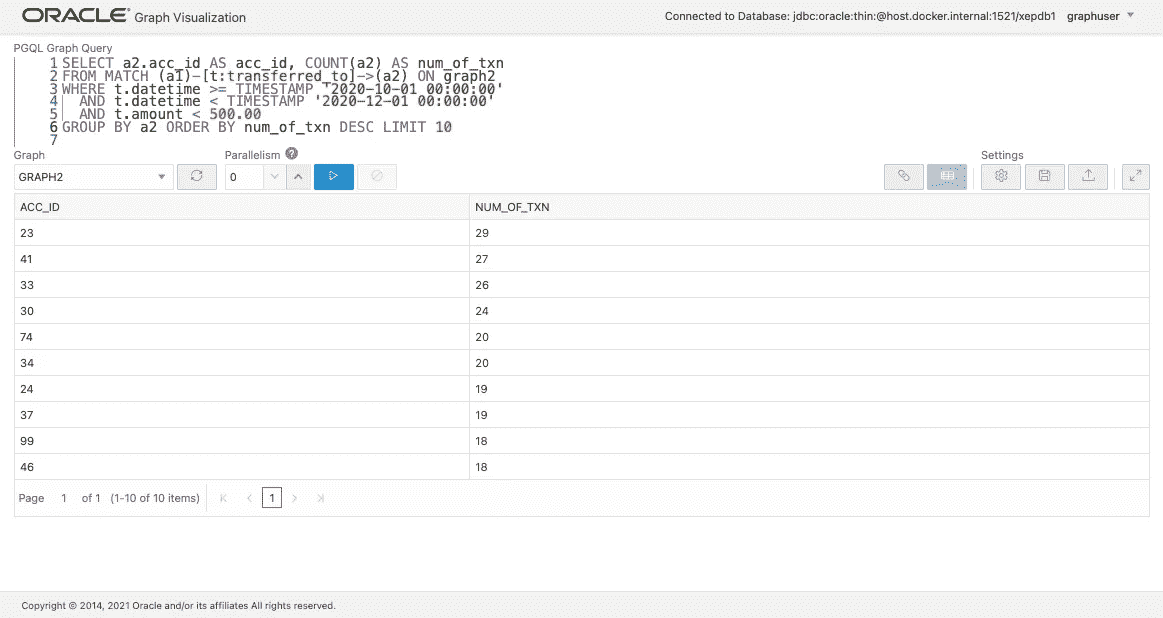 ORACLE® Graph Visualization
Connected to Database: jdbc:oracle:thin:@host.docker.internal:1521/xepdb1 graphuser
PGQL Graph Query
1 SELECT a2.acc_id AS acc_id, COUNT(a2) AS num_of_txn
2 FROM MATCH (a1)-[t:transferred_to]->(a2) ON graph2
3 WHERE t.datetime >= TIMESTAMP '2020-10-01 00:00:00'
4 AND t.datetime < TIMESTAMP '2020-12-01 00:00:00'
5 AND t.amount < 500.00
6 GROUP BY a2 ORDER BY num_of_txn DESC LIMIT 10
7
Graph Parallelism ? Settings
GRAPH2 0
ACC_ID NUM_OF_TXN
23 29
41 27
33 26
30 24
74 20
34 20
24 19
37 19
99 18
46 18
Page 1 of 1 (1-10 of 10 items) 1
Copyright © 2014, 2021 Oracle and/or its affiliates All rights reserved.